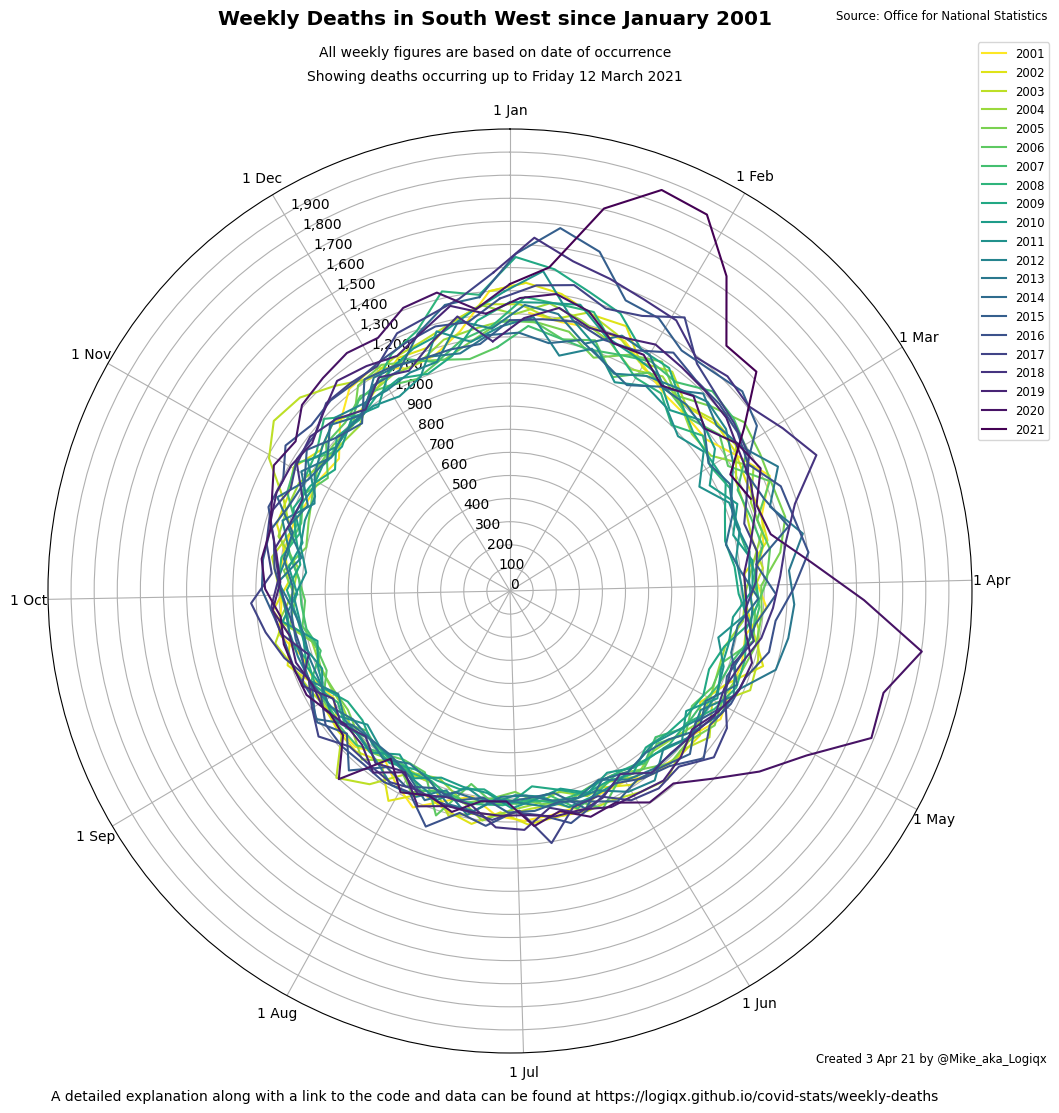 Weekly Deaths in South West since January 2001
Source: Office for National Statistics
All weekly figures are based on date of occurrence
Showing deaths occurring up to Friday 12 March 2021
2001
2002
2003
2004
2005
2006
2007
2008
2009
2010
2011
2012
2013
2014
2015
2016
2017
2018
2019
2020
2021
1 Jan
1 Feb
1 Mar
1 Apr
1 May
1 Jun
1 Jul
1 Aug
1 Sep
1 Oct
1 Nov
1 Dec
1,900
1,800
1,700
1,600
1,500
1,400
1,300
1,200
1,000
900
800
700
600
500
400
300
200
100
0
Created 3 Apr 21 by @Mike_aka_Logiqx
A detailed explanation along with a link to the code and data can be found at https://logiqx.github.io/covid-stats/weekly-deaths